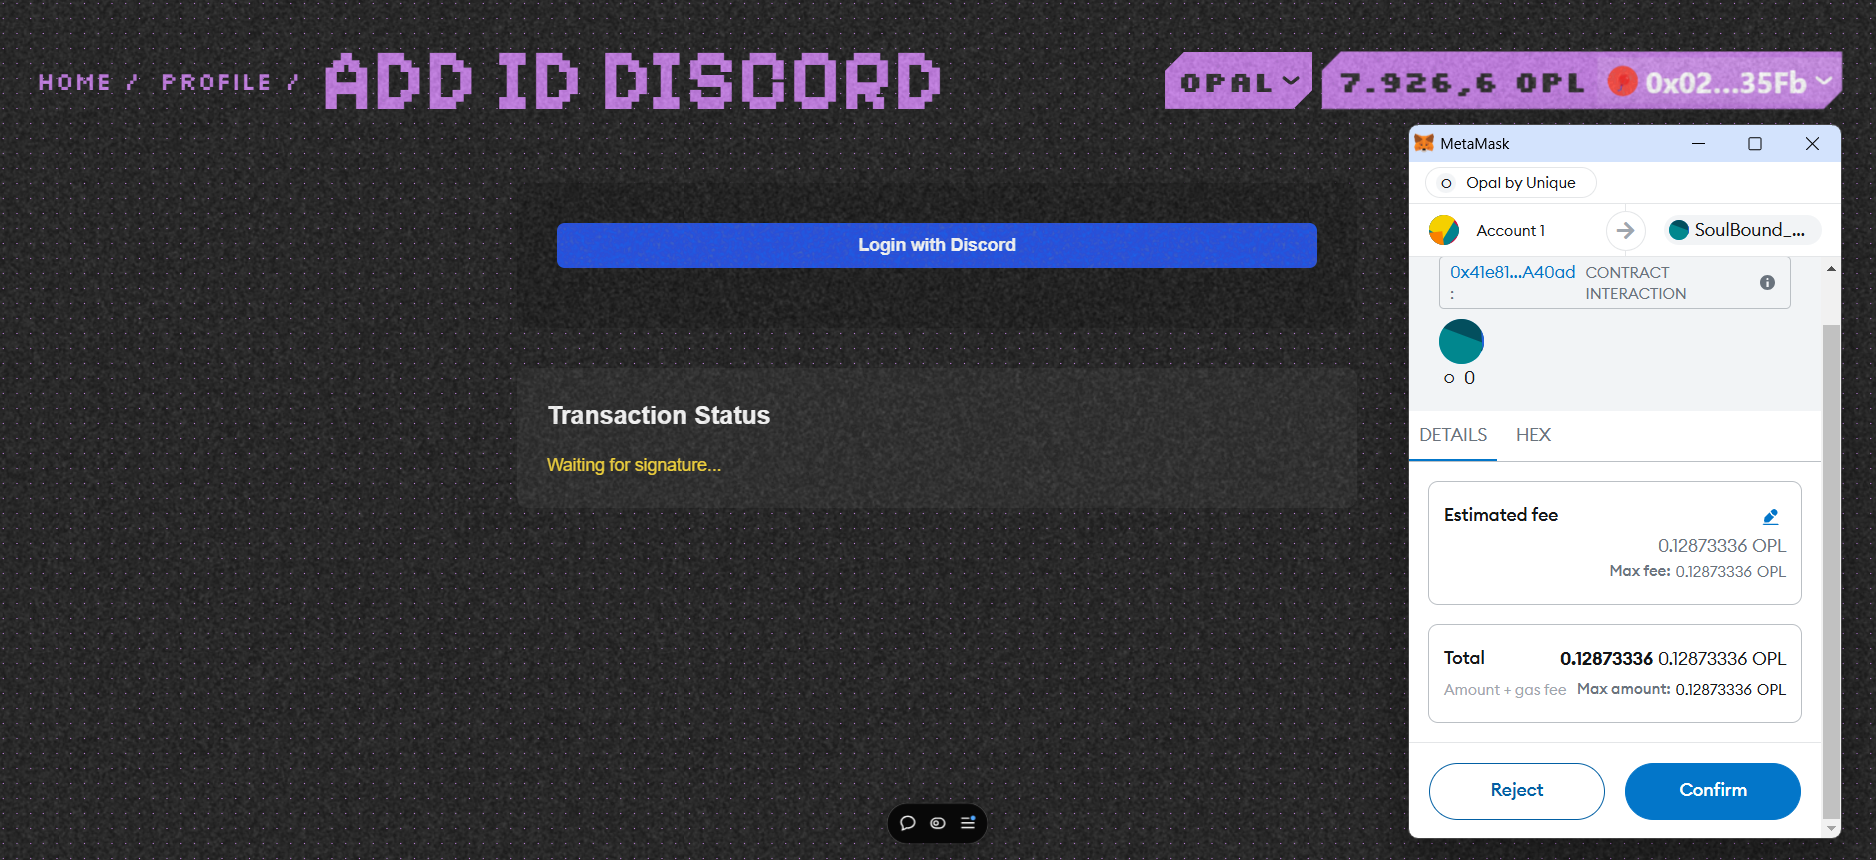 HOME / PROFILE / ADD ID DISCORD
OPAL
7.926,6 OPL 0x02...35Fb
Login with Discord
Transaction Status
Waiting for signature...
MetaMask
Opal by Unique
Account 1
SoulBound_...
0x41e81...A40ad : CONTRACT
INTERACTION
0
DETAILS HEX
Estimated fee
0.12873336 OPL
Max fee: 0.12873336 OPL
Total 0.12873336 0.12873336 OPL
Amount + gas fee Max amount: 0.12873336 OPL
Reject
Confirm